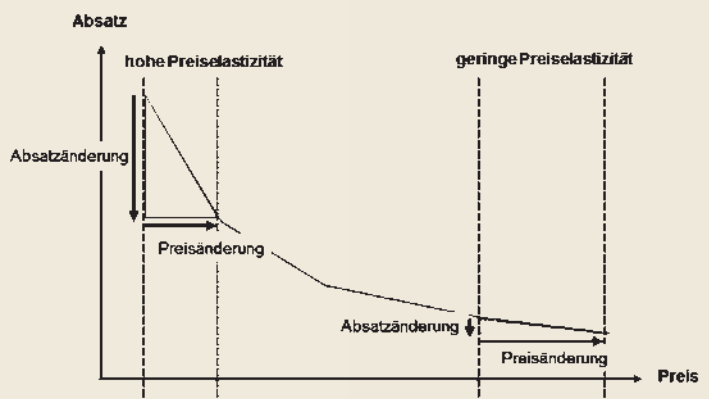 Absatz
hohe Preiselastizität
geringe Preiselastizität
Absatzänderung
Preisänderung
Absatzänderung
Preisänderung
Preis